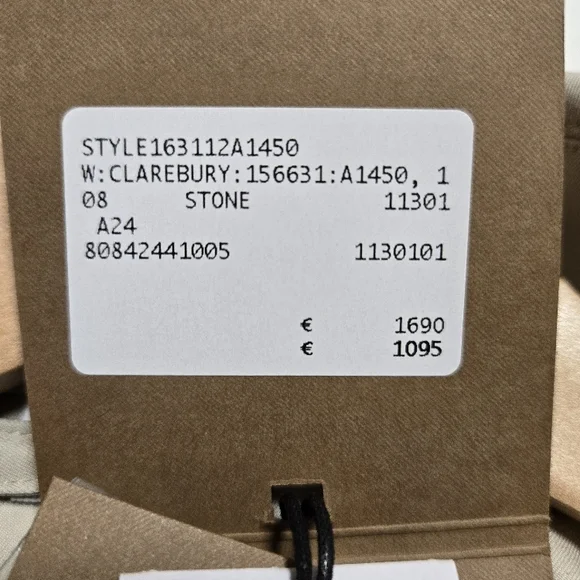 STYLE163112A1450
W:CLAREBURY:156631:A1450, 1
08 STONE 11301
A24
80842441005 1130101
€ 1690
€ 1095